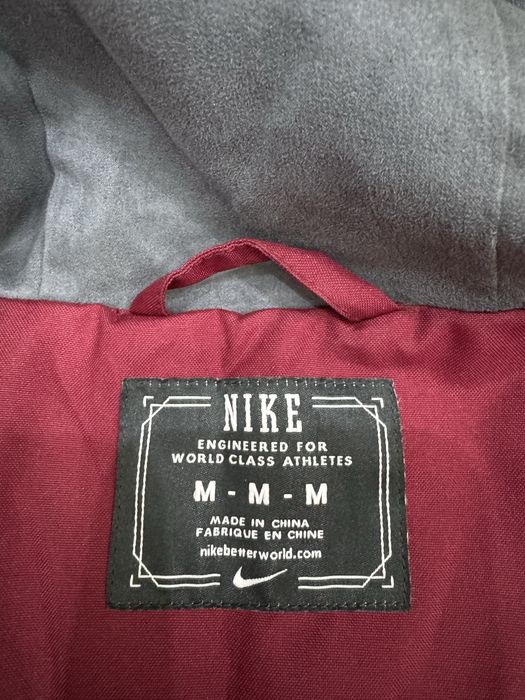 NIKE
ENGINEERED FOR
WORLD CLASS ATHLETES
M - M - M
MADE IN CHINA
FABRIQUE EN CHINE
nikebetterworld.com